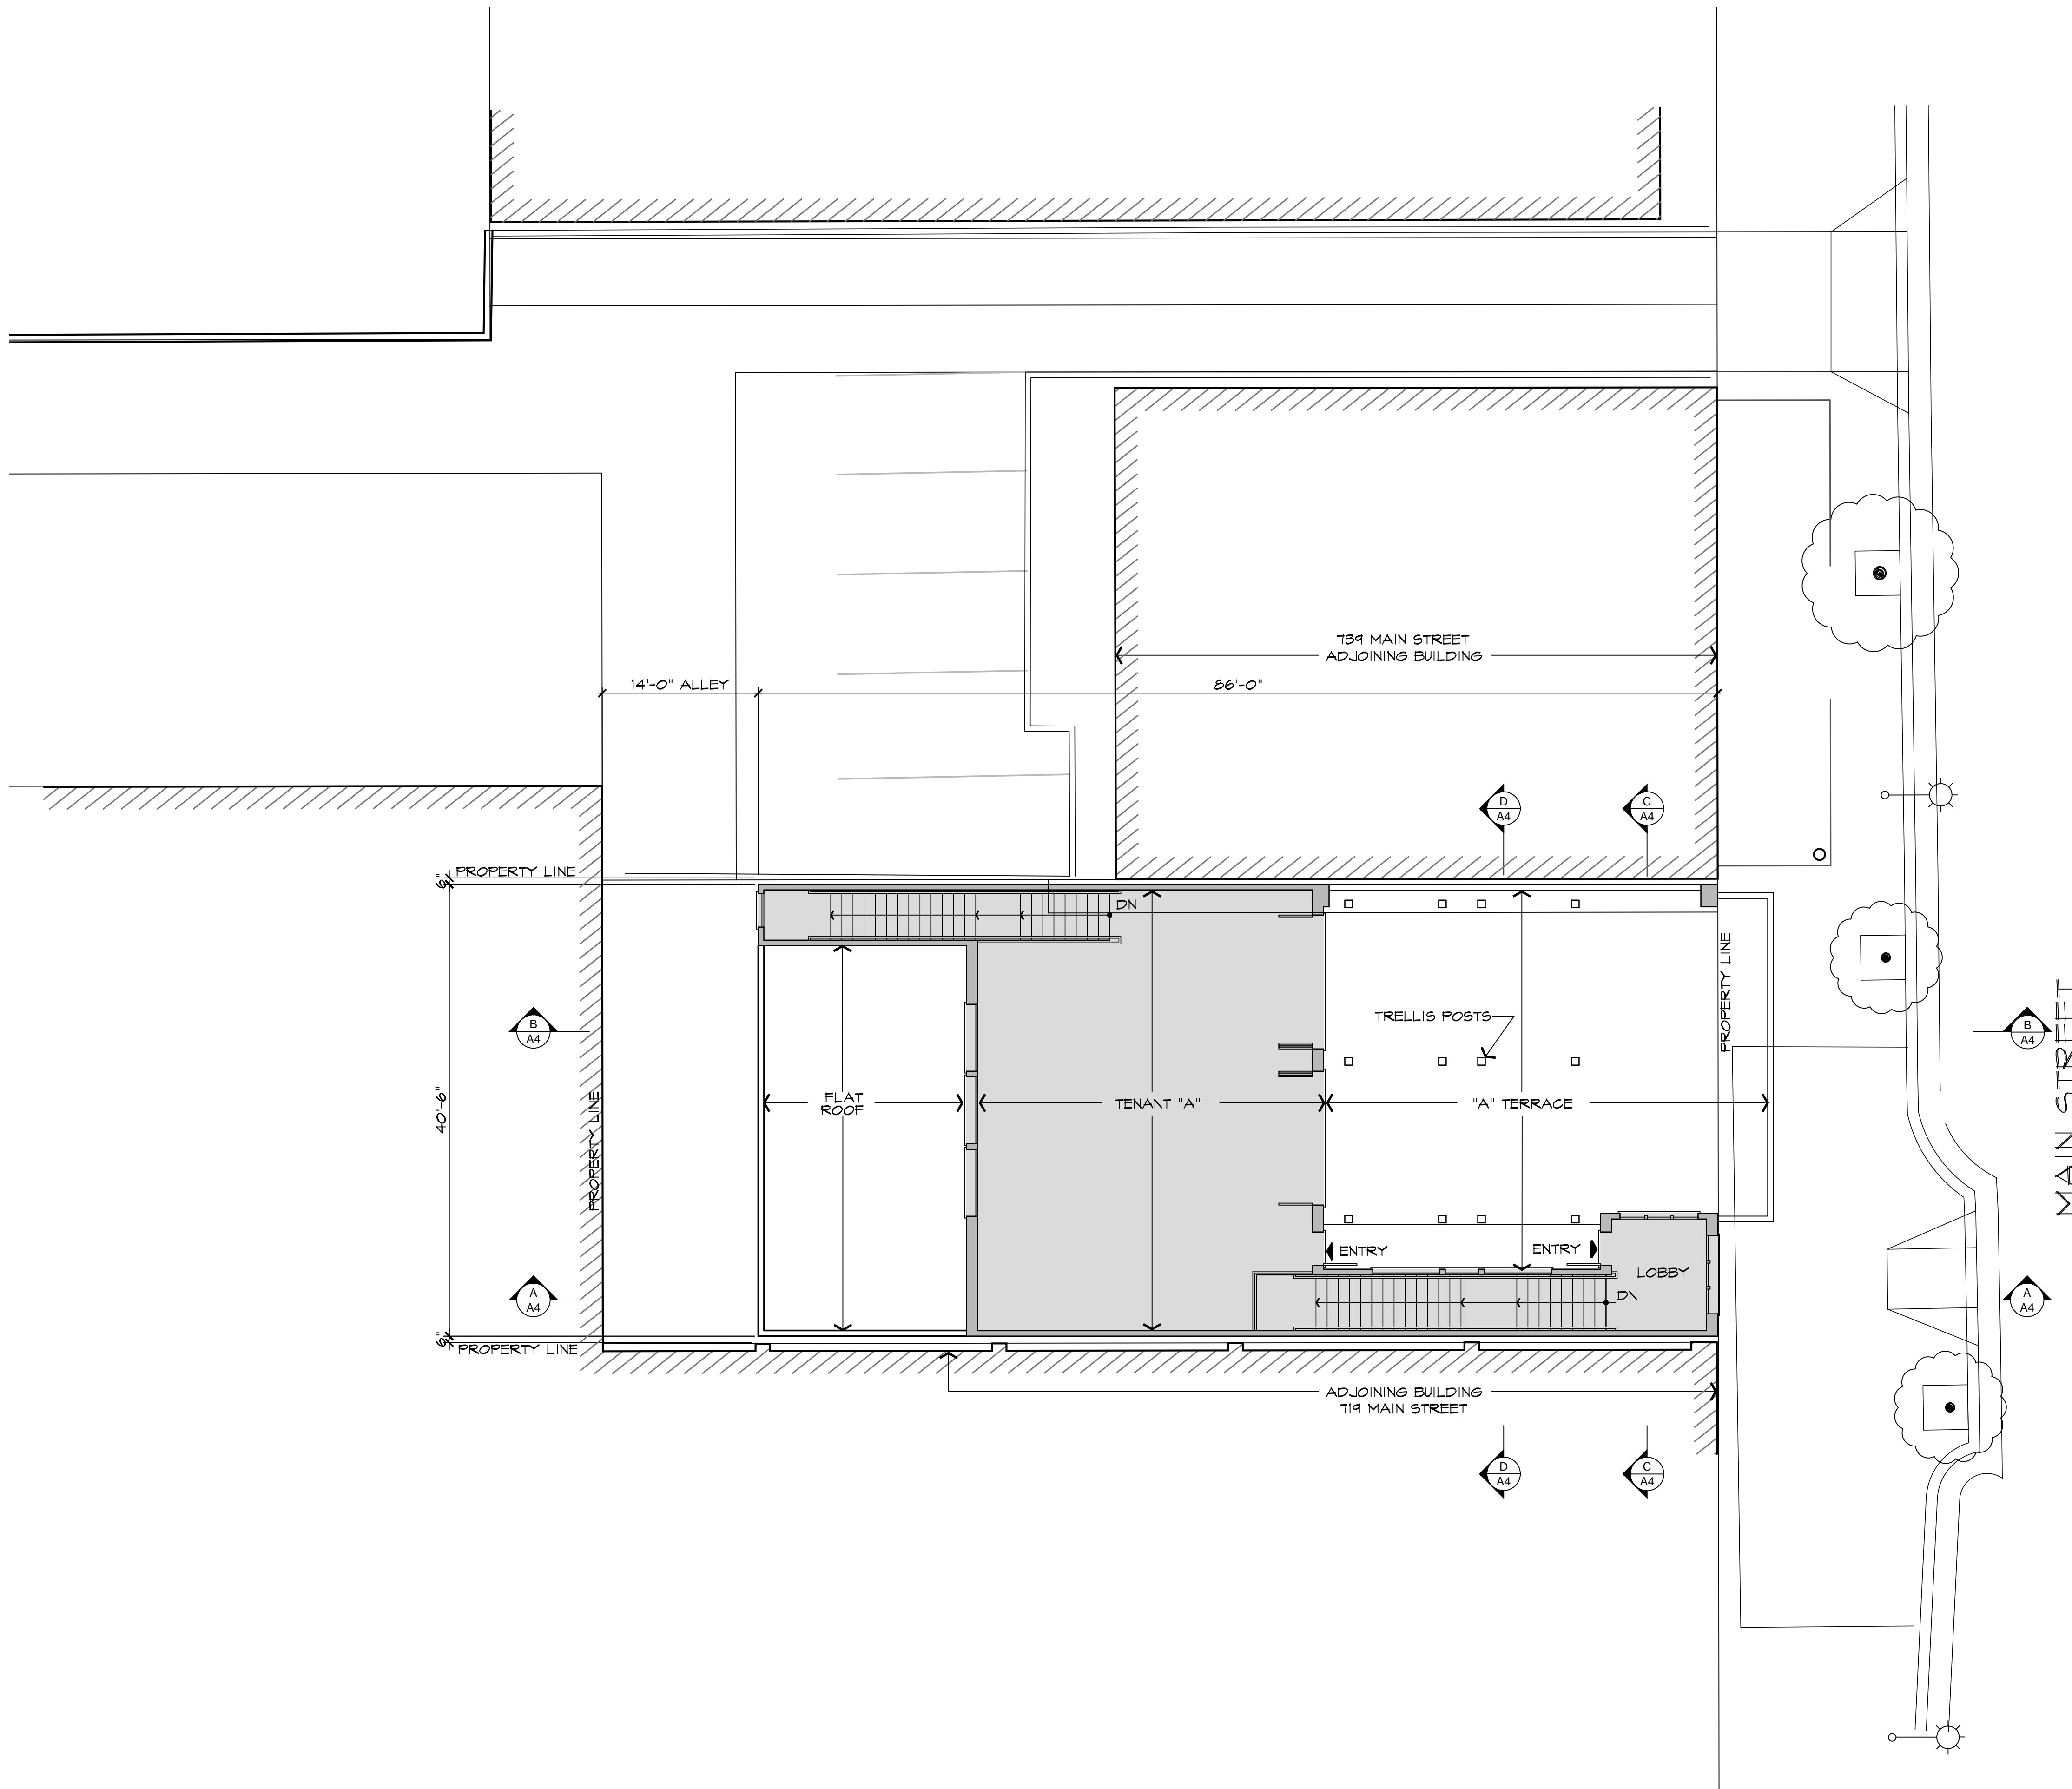 739 MAIN STREET
ADJOINING BUILDING
14'-0" ALLEY
86'-0"
D
A4
C
A4
PROPERTY LINE
6"
DN
PROPERTY LINE
TRELLIS POSTS
B
A4
B
A4
MAIN STREET
40'-6"
PROPERTY LINE
FLAT
ROOF
TENANT "A"
"A" TERRACE
ENTRY
ENTRY
LOBBY
A
A4
DN
A
A4
6"
PROPERTY LINE
ADJOINING BUILDING
719 MAIN STREET
D
A4
C
A4